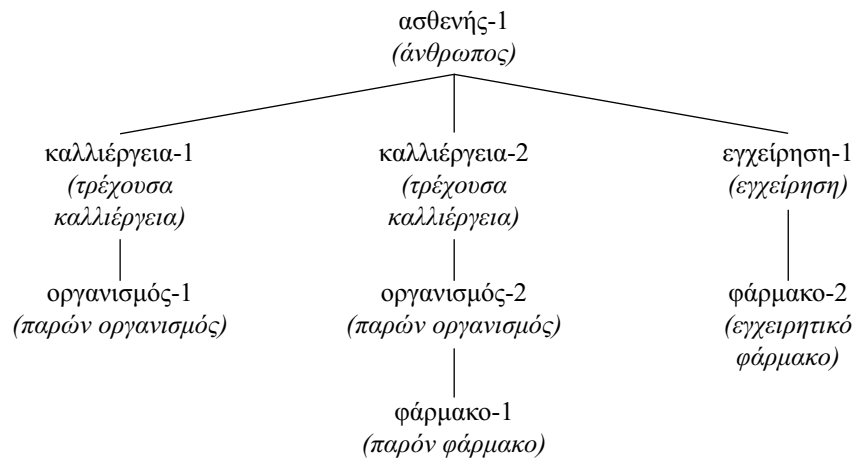 ασθενής-1
(άνθρωπος)
καλλιέργεια-1
(τρέχουσα
καλλιέργεια)
καλλιέργεια-2
(τρέχουσα
καλλιέργεια)
εγχείρηση-1
(εγχείρηση)
οργανισμός-1
(παρών οργανισμός)
οργανισμός-2
(παρών οργανισμός)
φάρμακο-2
(εγχειρητικό
φάρμακο)
φάρμακο-1
(παρόν φάρμακο)